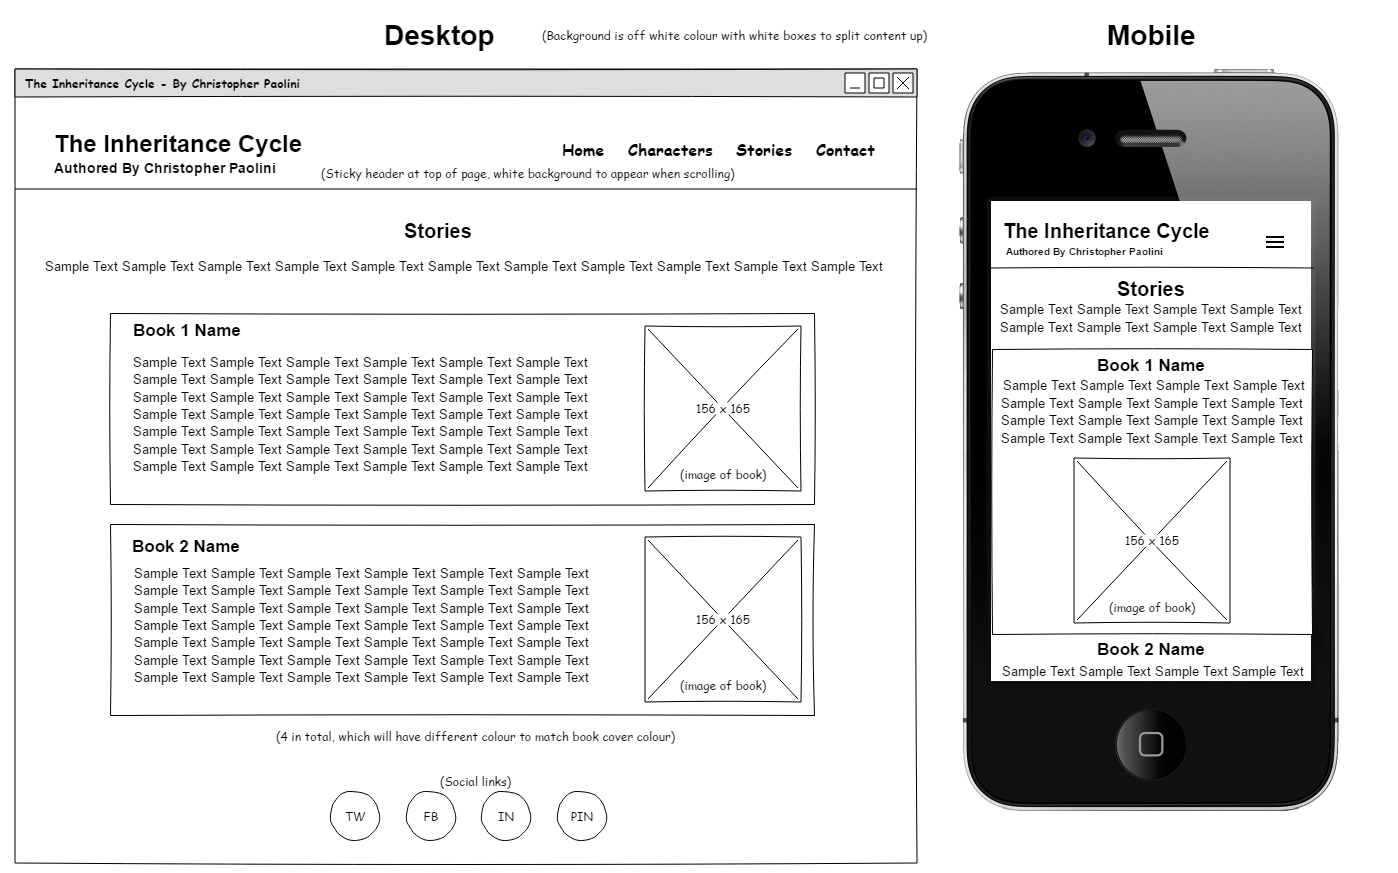 Desktop
(Background is off white colour with white boxes to split content up)
Mobile
The Inheritance Cycle - By Christopher Paolini
The Inheritance Cycle
Authored By Christopher Paolini
Home Characters Stories Contact
(Sticky header at top of page, white background to appear when scrolling)
Stories
Sample Text Sample Text Sample Text Sample Text Sample Text Sample Text Sample Text Sample Text Sample Text Sample Text Sample Text
Book 1 Name
Sample Text Sample Text Sample Text Sample Text Sample Text Sample Text
Sample Text Sample Text Sample Text Sample Text Sample Text Sample Text
Sample Text Sample Text Sample Text Sample Text Sample Text Sample Text
Sample Text Sample Text Sample Text Sample Text Sample Text Sample Text
Sample Text Sample Text Sample Text Sample Text Sample Text Sample Text
Sample Text Sample Text Sample Text Sample Text Sample Text Sample Text
Sample Text Sample Text Sample Text Sample Text Sample Text Sample Text
156 x 165
(image of book)
Book 2 Name
Sample Text Sample Text Sample Text Sample Text Sample Text Sample Text
Sample Text Sample Text Sample Text Sample Text Sample Text Sample Text
Sample Text Sample Text Sample Text Sample Text Sample Text Sample Text
Sample Text Sample Text Sample Text Sample Text Sample Text Sample Text
Sample Text Sample Text Sample Text Sample Text Sample Text Sample Text
Sample Text Sample Text Sample Text Sample Text Sample Text Sample Text
Sample Text Sample Text Sample Text Sample Text Sample Text Sample Text
156 x 165
(image of book)
(4 in total, which will have different colour to match book cover colour)
(Social links)
TW FB IN PIN
The Inheritance Cycle
Authored By Christopher Paolini
Stories
Sample Text Sample Text Sample Text Sample Text
Sample Text Sample Text Sample Text Sample Text
Book 1 Name
Sample Text Sample Text Sample Text Sample Text
Sample Text Sample Text Sample Text Sample Text
Sample Text Sample Text Sample Text Sample Text
Sample Text Sample Text Sample Text Sample Text
156 x 165
(image of book)
Book 2 Name
Sample Text Sample Text Sample Text Sample Text